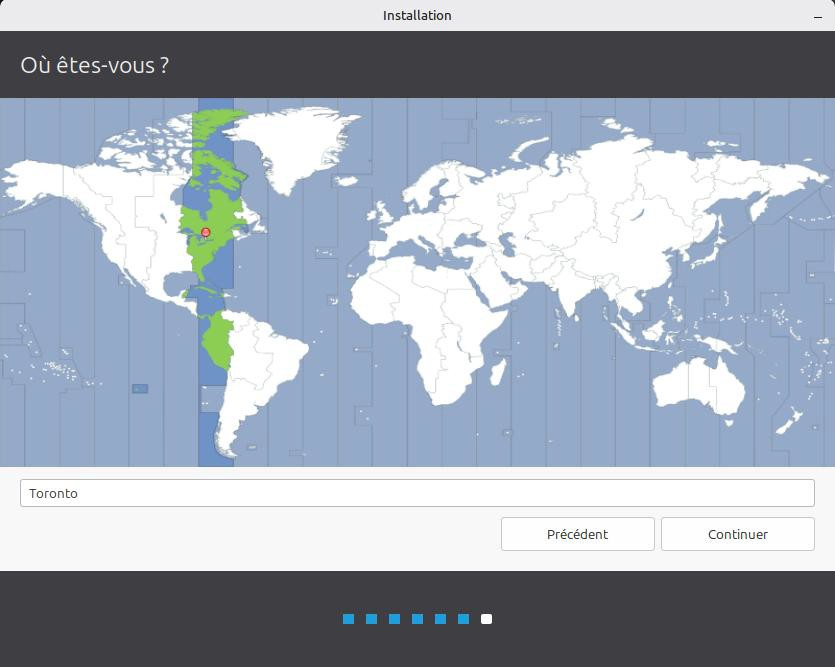 Installation
Où êtes-vous ?
Toronto
Précédent
Continuer